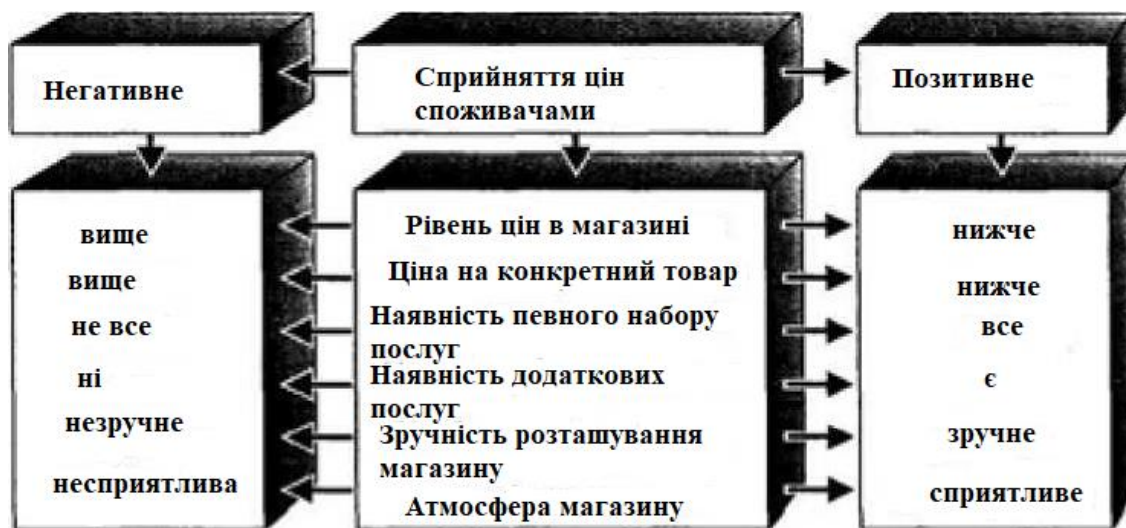 Негативне
Сприйняття цін
споживачами
Позитивне
вище
Рівень цін в магазині
нижче
вище
Ціна на конкретний товар
нижче
не все
Наявність певного набору
послуг
все
ні
Наявність додаткових
послуг
є
незручне
Зручність розташування
магазину
зручне
несприятлива
Атмосфера магазину
сприятливе